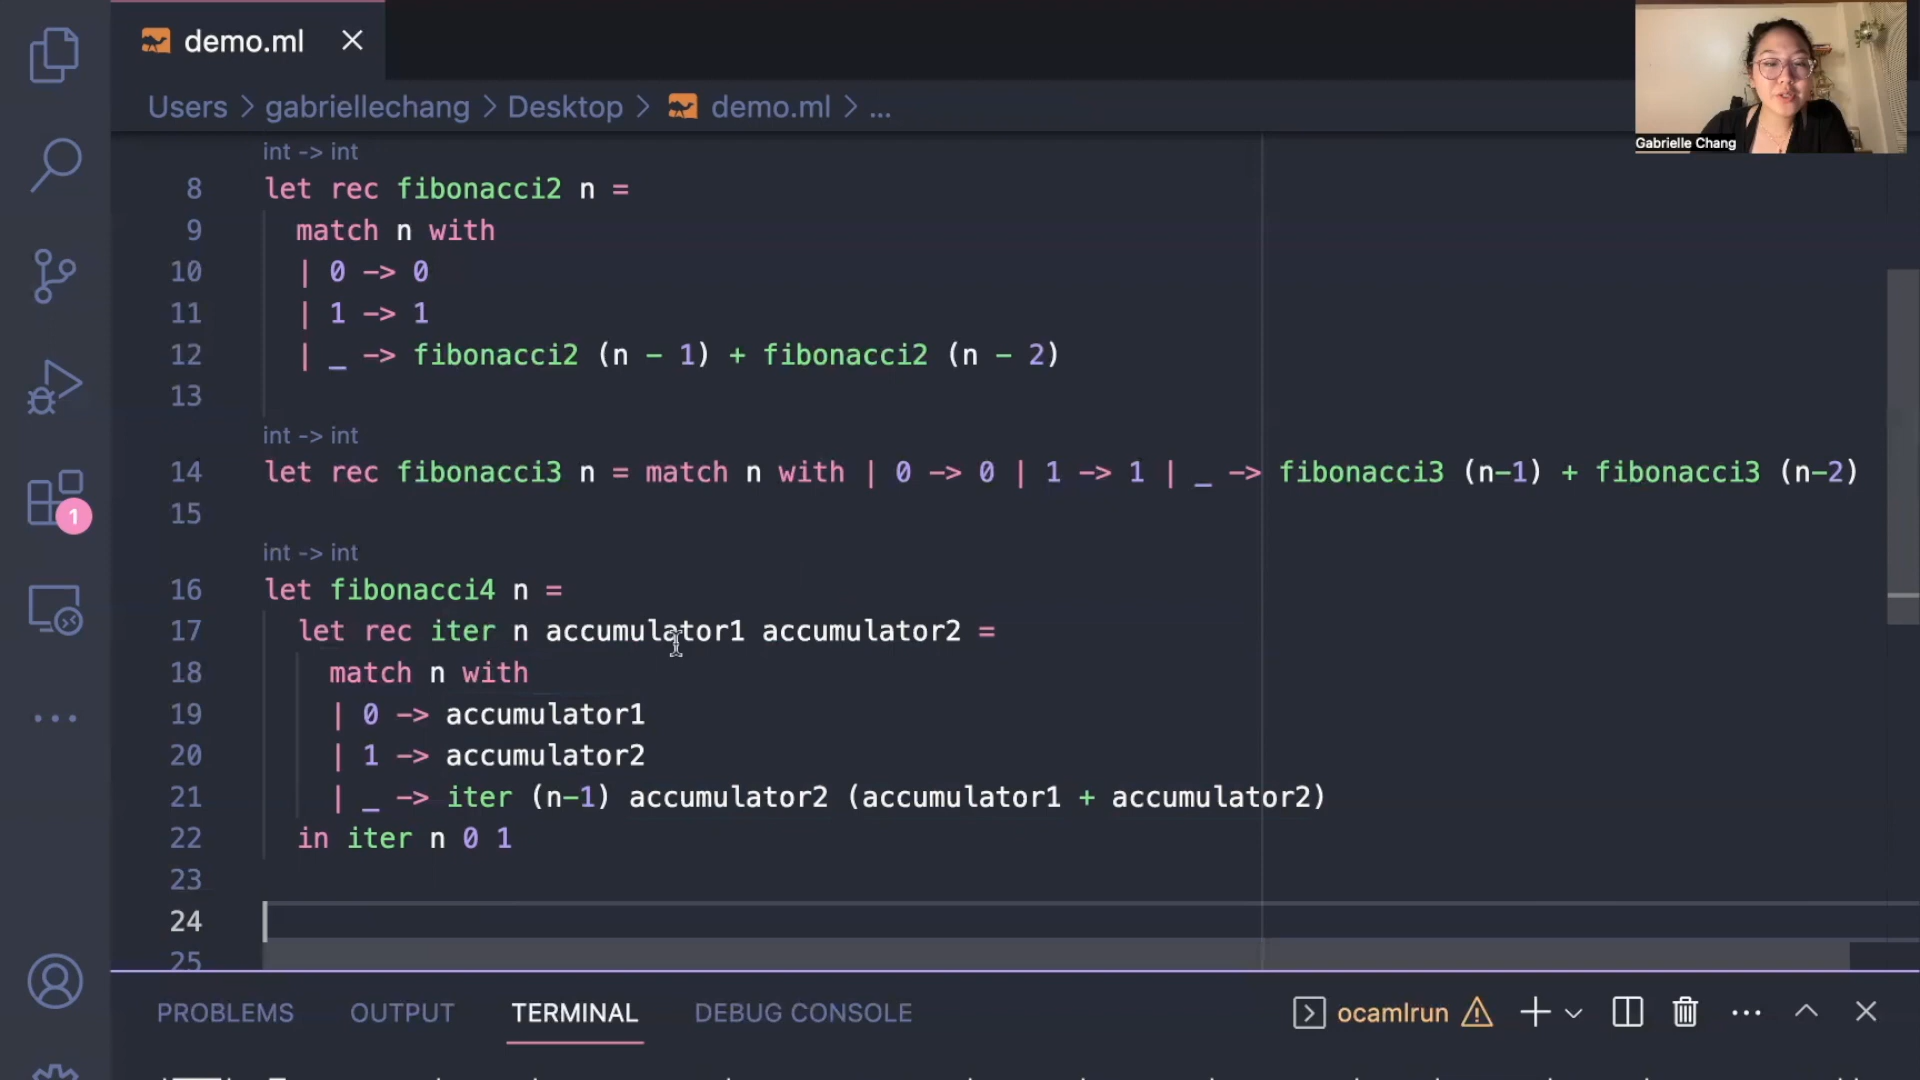 demo.ml
Gabrielle Chang
Users > gabriellechang > Desktop > demo.ml > ...
int -> int
8 let rec fibonacci2 n =
9 match n with
10 | 0 -> 0
11 | 1 -> 1
12 | _ -> fibonacci2 (n - 1) + fibonacci2 (n - 2)
13
int -> int
14 let rec fibonacci3 n = match n with | 0 -> 0 | 1 -> 1 | _ -> fibonacci3 (n-1) + fibonacci3 (n-2)
15
int -> int
16 let fibonacci4 n =
17 let rec iter n accumulator1 accumulator2 =
18 match n with
19 | 0 -> accumulator1
20 | 1 -> accumulator2
21 | _ -> iter (n-1) accumulator2 (accumulator1 + accumulator2)
22 in iter n 0 1
23
24
25
1
PROBLEMS OUTPUT TERMINAL DEBUG CONSOLE ocamlrun